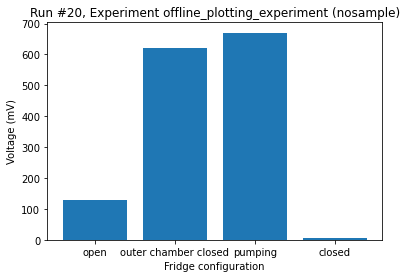 Run #20, Experiment offline_plotting_experiment (nosample)
700
600
500
400
300
200
100
0
Voltage (mV)
open
outer chamber closed
pumping
closed
Fridge configuration